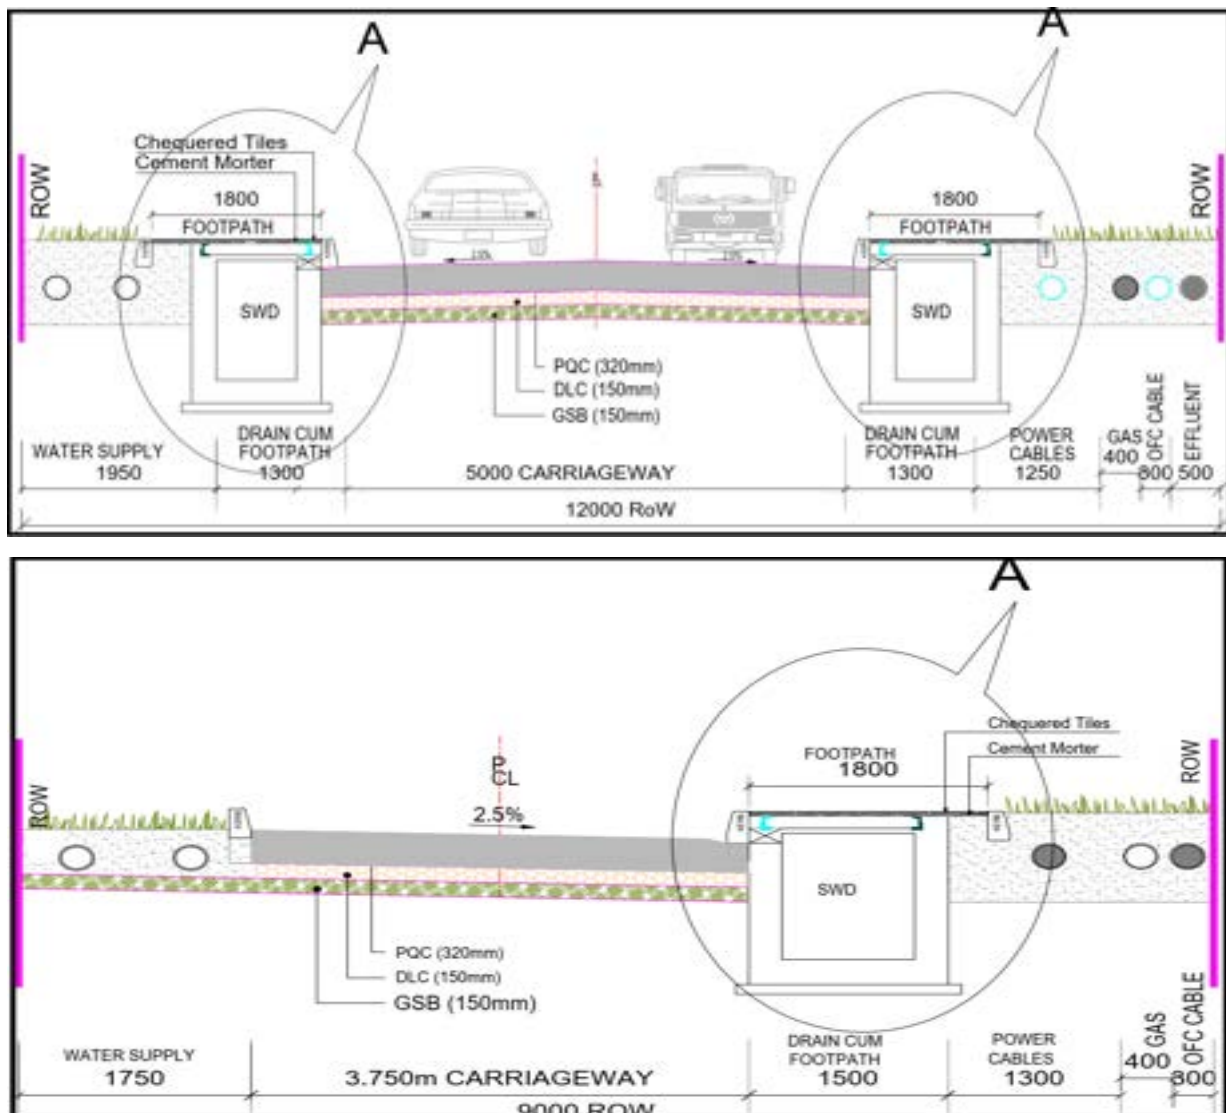 A
A
Chequered Tiles
Cement Morter
ROW
ROW
1800
1800
FOOTPATH
FOOTPATH
SWD
SWD
PQC (320mm)
DLC (150mm)
GSB (150mm)
WATER SUPPLY
1950
DRAIN CUM
FOOTPATH
1300
5000 CARRIAGEWAY
DRAIN CUM
FOOTPATH
1300
POWER
CABLES
1250
GAS
400
OFC CABLE
EFFLUENT
500
12000 RoW
A
Chequered Tiles
Cement Morter
FOOTPATH
1800
ROW
ROW
CL
2.5%
SWD
PQC (320mm)
DLC (150mm)
GSB (150mm)
WATER SUPPLY
1750
3.750m CARRIAGEWAY
DRAIN CUM
FOOTPATH
1500
POWER
CABLES
1300
GAS
400
OFC CABLE
9000 ROW